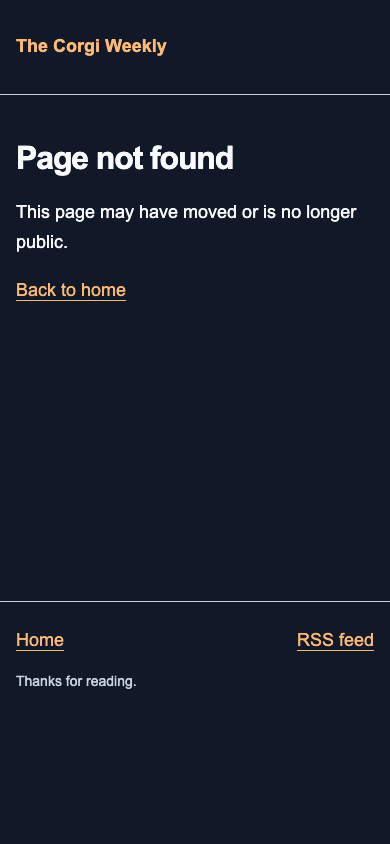 The Corgi Weekly
Page not found
This page may have moved or is no longer
public.
Back to home
Home
RSS feed
Thanks for reading.